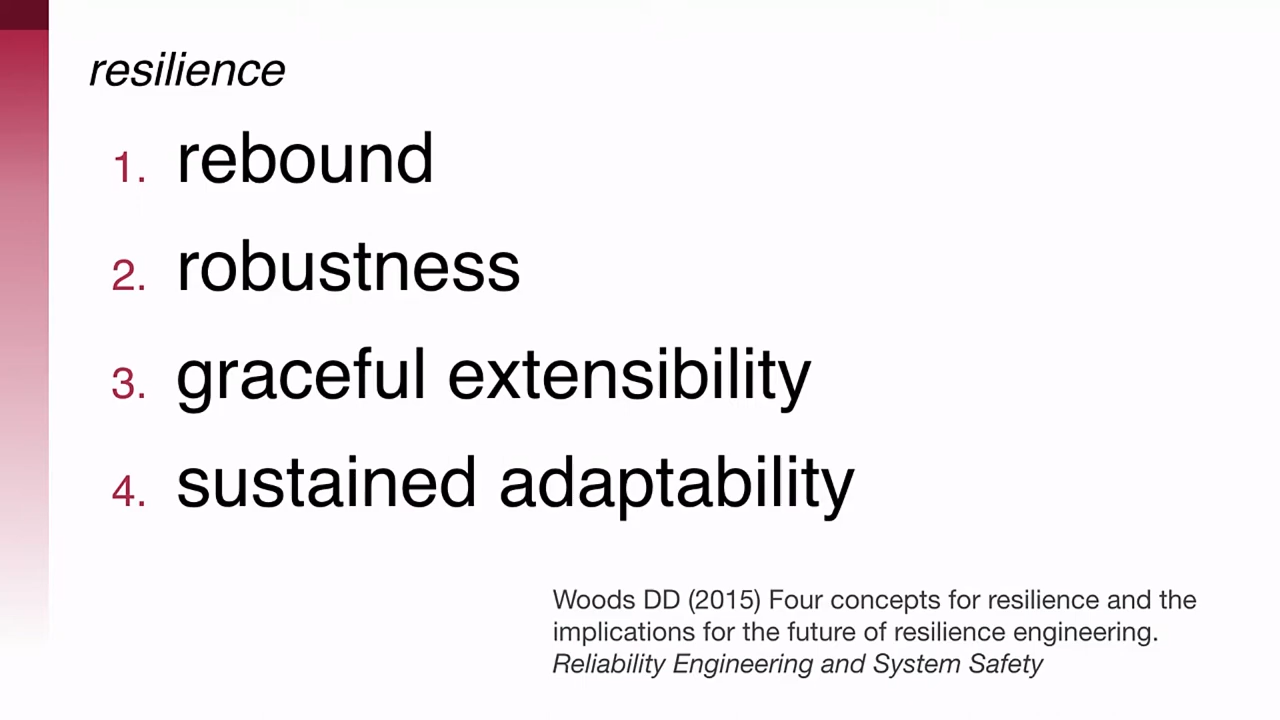 resilience
1. rebound
2. robustness
3. graceful extensibility
4. sustained adaptability
Woods DD (2015) Four concepts for resilience and the
implications for the future of resilience engineering.
Reliability Engineering and System Safety